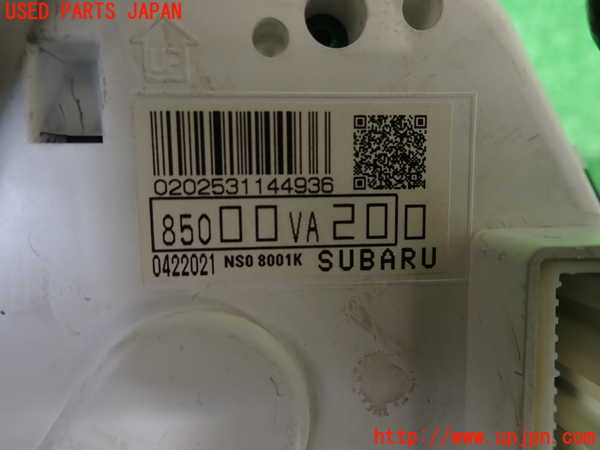 USED PARTS JAPAN
0202531144936
85000VA200
0422021 NS0 8001K SUBARU
http://www.upjpn.com/